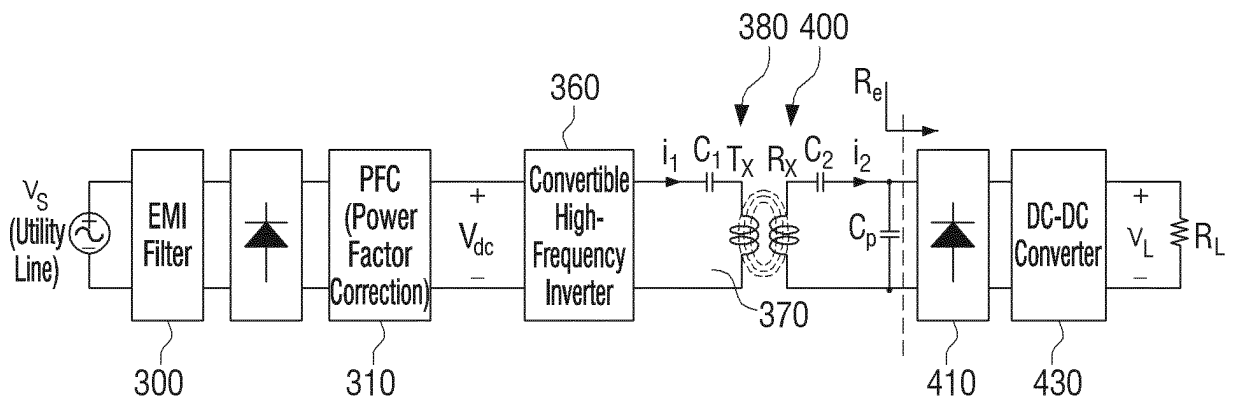 380 400
360
Re
i1 C1 TX RX C2 i2
VS
(Utility
Line)
EMI
Filter
PFC
(Power
Factor
Correction)
+
Vdc
−
Convertible
High-
Frequency
Inverter
Cp
DC-DC
Converter
+
VL
−
RL
370
300 310 410 430